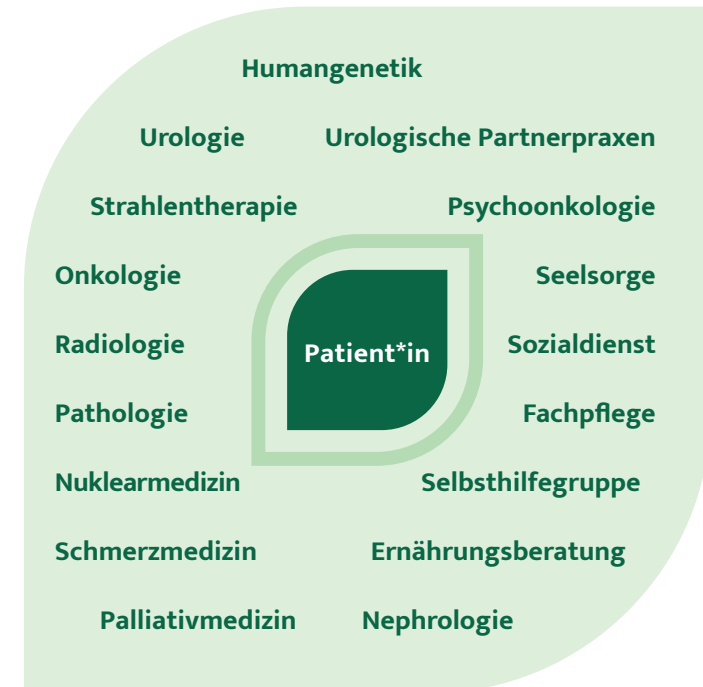 Humangenetik
Urologie Urologische Partnerpraxen
Strahlentherapie Psychoonkologie
Onkologie Seelsorge
Radiologie Patient*in Sozialdienst
Pathologie Fachpflege
Nuklearmedizin Selbsthilfegruppe
Schmerzmedizin Ernährungsberatung
Palliativmedizin Nephrologie